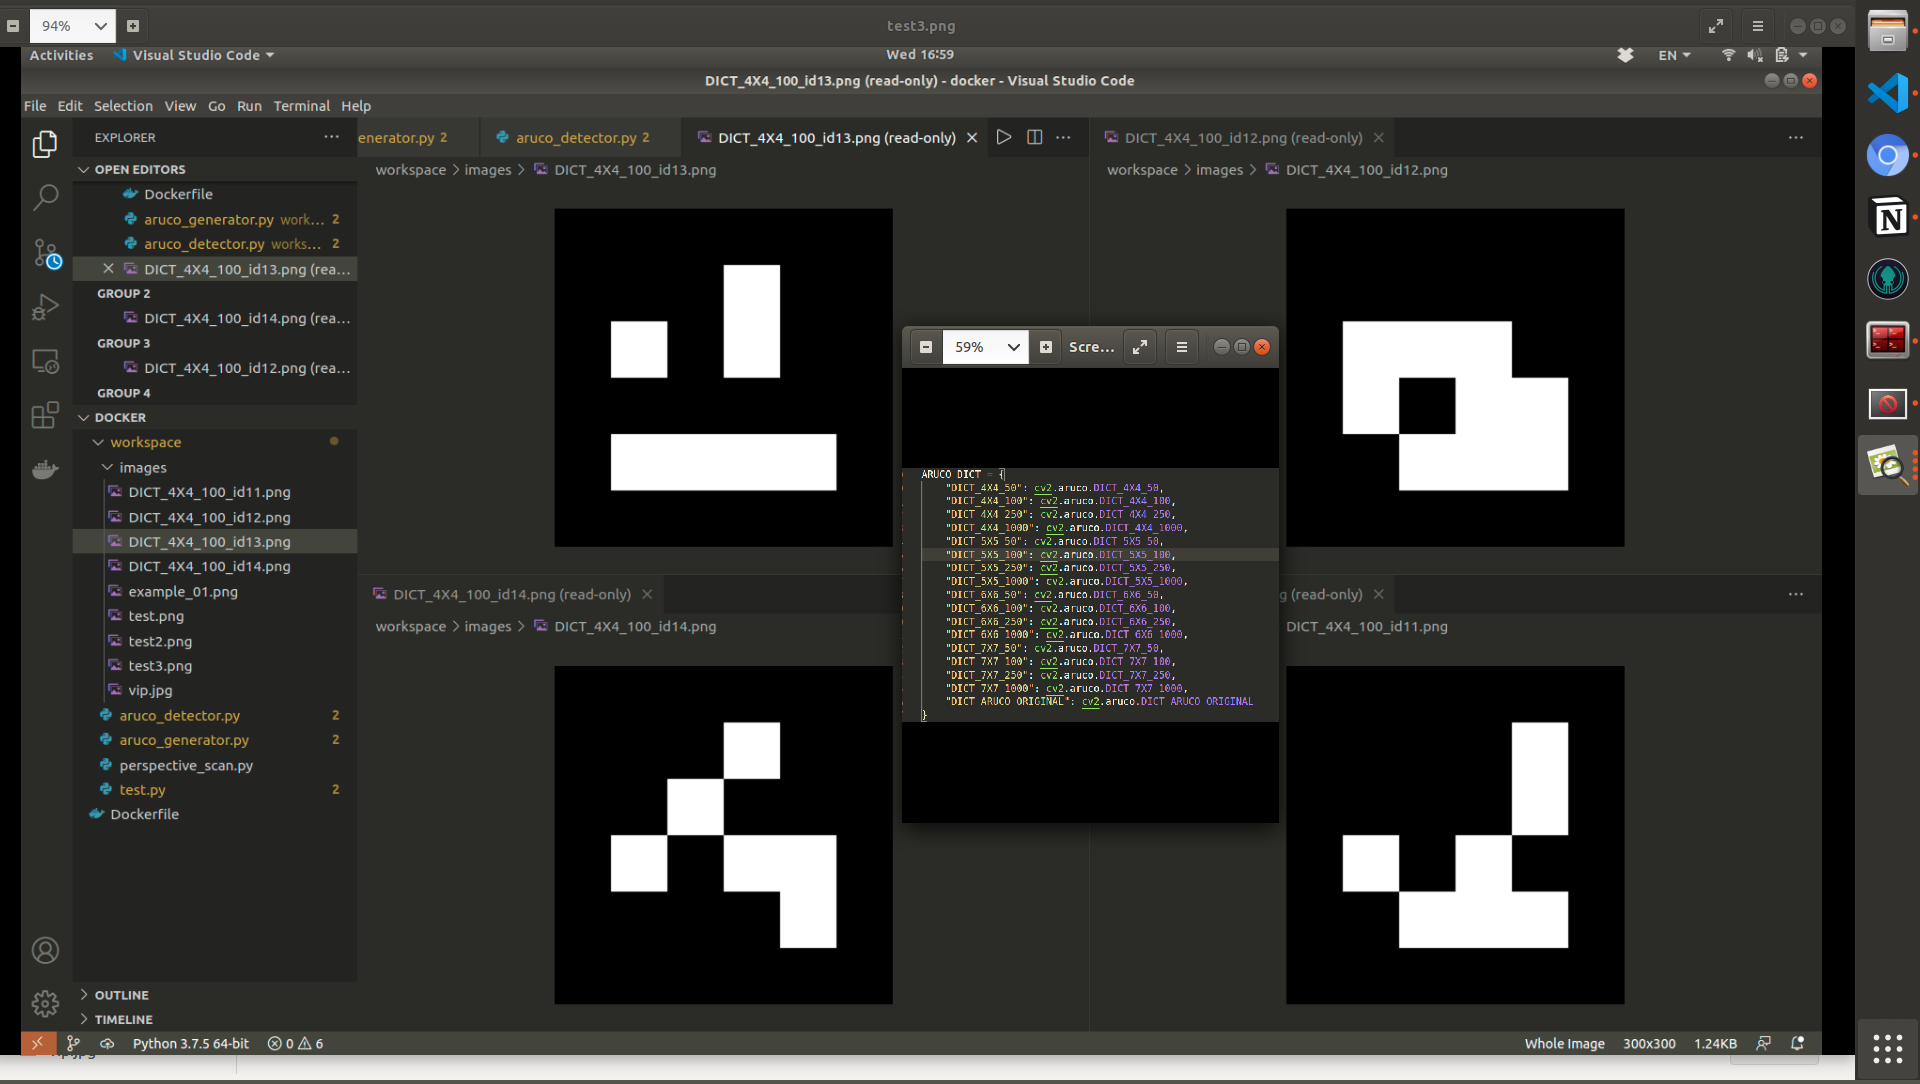 94%
test3.png
Activities
Visual Studio Code
Wed 16:59
EN
DICT_4X4_100_id13.png (read-only) - docker - Visual Studio Code
File Edit Selection View Go Run Terminal Help
EXPLORER
OPEN EDITORS
Dockerfile
aruco_generator.py work... 2
aruco_detector.py works... 2
DICT_4X4_100_id13.png (rea...
GROUP 2
DICT_4X4_100_id14.png (rea...
GROUP 3
DICT_4X4_100_id12.png (rea...
GROUP 4
DOCKER
workspace
images
DICT_4X4_100_id11.png
DICT_4X4_100_id12.png
DICT_4X4_100_id13.png
DICT_4X4_100_id14.png
example_01.png
test.png
test2.png
test3.png
vip.jpg
aruco_detector.py 2
aruco_generator.py 2
perspective_scan.py
test.py 2
Dockerfile
OUTLINE
TIMELINE
enerator.py 2
aruco_detector.py 2
DICT_4X4_100_id13.png (read-only)
workspace > images > DICT_4X4_100_id13.png
DICT_4X4_100_id12.png (read-only)
workspace > images > DICT_4X4_100_id12.png
59%
Scre...
ARUCO_DICT = {
"DICT_4X4_50": cv2.aruco.DICT_4X4_50,
"DICT_4X4_100": cv2.aruco.DICT_4X4_100,
"DICT_4X4_250": cv2.aruco.DICT_4X4_250,
"DICT_4X4_1000": cv2.aruco.DICT_4X4_1000,
"DICT_5X5_50": cv2.aruco.DICT_5X5_50,
"DICT_5X5_100": cv2.aruco.DICT_5X5_100,
"DICT_5X5_250": cv2.aruco.DICT_5X5_250,
"DICT_5X5_1000": cv2.aruco.DICT_5X5_1000,
"DICT_6X6_50": cv2.aruco.DICT_6X6_50,
"DICT_6X6_100": cv2.aruco.DICT_6X6_100,
"DICT_6X6_250": cv2.aruco.DICT_6X6_250,
"DICT_6X6_1000": cv2.aruco.DICT_6X6_1000,
"DICT_7X7_50": cv2.aruco.DICT_7X7_50,
"DICT_7X7_100": cv2.aruco.DICT_7X7_100,
"DICT_7X7_250": cv2.aruco.DICT_7X7_250,
"DICT_7X7_1000": cv2.aruco.DICT_7X7_1000,
"DICT_ARUCO_ORIGINAL": cv2.aruco.DICT_ARUCO_ORIGINAL
}
DICT_4X4_100_id14.png (read-only)
workspace > images > DICT_4X4_100_id14.png
g (read-only)
DICT_4X4_100_id11.png
Python 3.7.5 64-bit
0
6
Whole Image
300x300
1.24KB